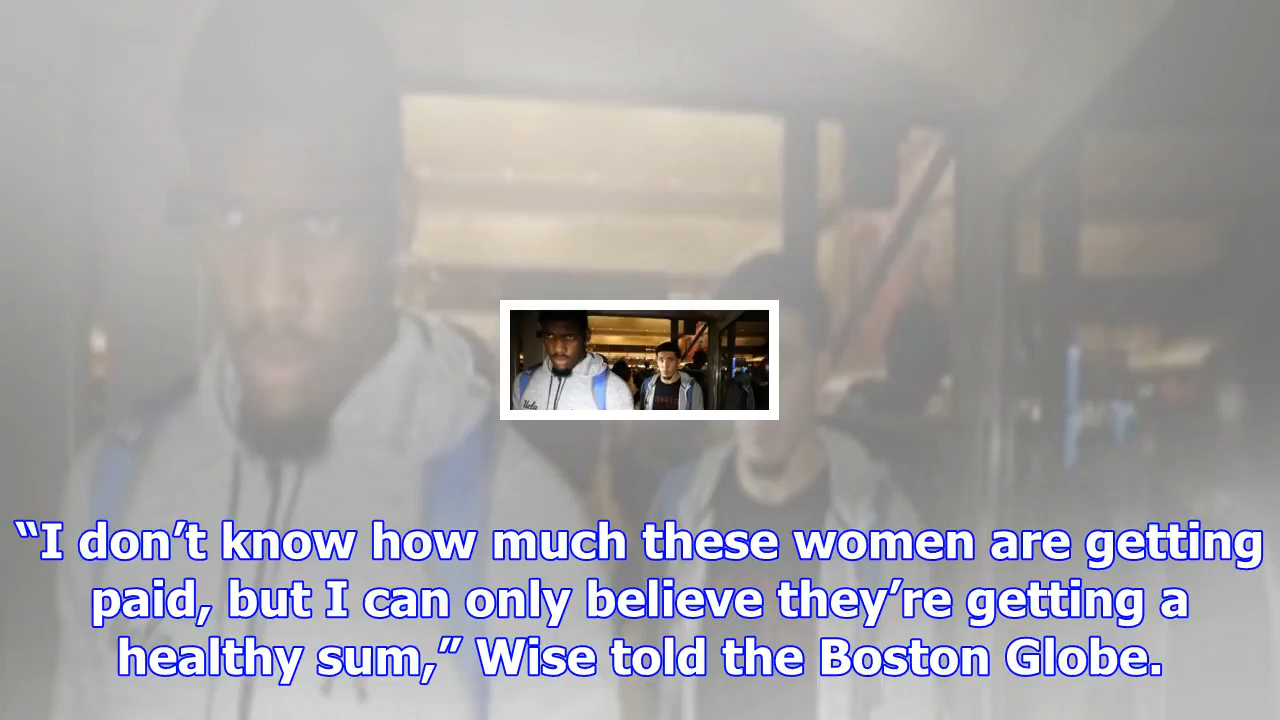 “I don’t know how much these women are getting
paid, but I can only believe they’re getting a
healthy sum,” Wise told the Boston Globe.